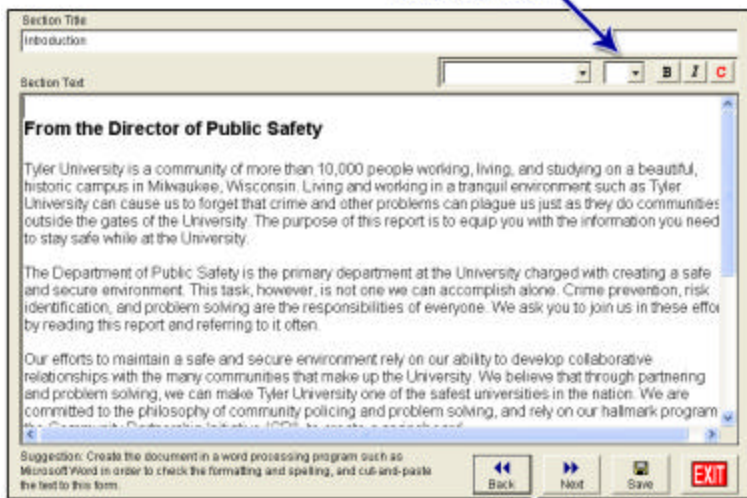 Section Title
Introduction
B I C
Section Text
From the Director of Public Safety
Tyler University is a community of more than 10,000 people working, living, and studying on a beautiful,
historic campus in Milwaukee, Wisconsin. Living and working in a tranquil environment such as Tyler
University can cause us to forget that crime and other problems can plague us just as they do communities
outside the gates of the University. The purpose of this report is to equip you with the information you need
to stay safe while at the University.
The Department of Public Safety is the primary department at the University charged with creating a safe
and secure environment. This task, however, is not one we can accomplish alone. Crime prevention, risk
identification, and problem solving are the responsibilities of everyone. We ask you to join us in these effo
by reading this report and referring to it often.
Our efforts to maintain a safe and secure environment rely on our ability to develop collaborative
relationships with the many communities that make up the University. We believe that through partnering
and problem solving, we can make Tyler University one of the safest universities in the nation. We are
committed to the philosophy of community policing and problem solving, and rely on our hallmark program
Suggestion: Create the document in a word processing program such as
Microsoft Word in order to check the formatting and spelling, and cut-and-paste
the text to this form.
Back Next Save EXIT